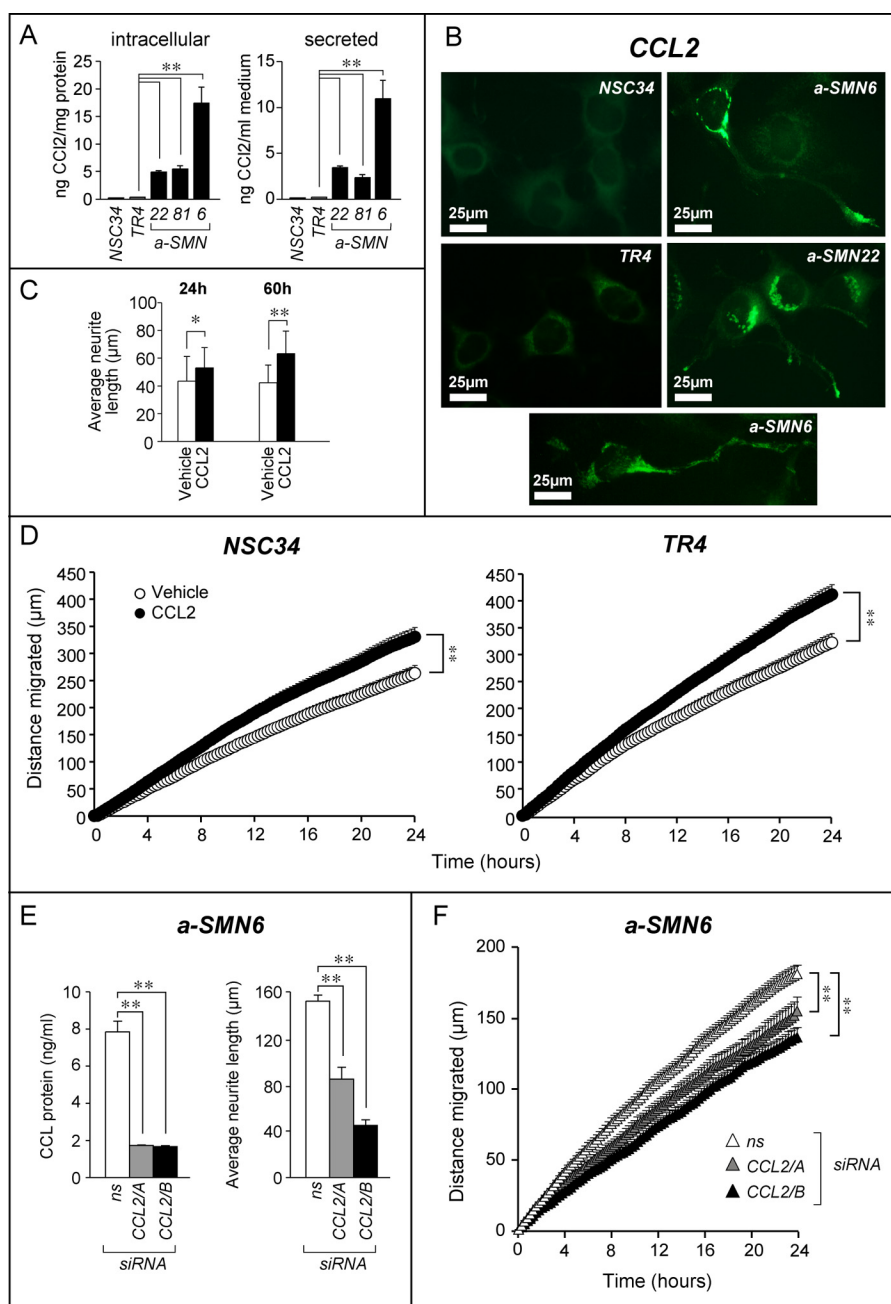 A
intracellular
secreted
ng CCl2/mg protein
25
20
15
10
5
0
**
NSC34
TR4
22 81 6
a-SMN
ng CCl2/ml medium
15
10
5
0
**
NSC34
TR4
22 81 6
a-SMN
B
CCL2
NSC34
25µm
a-SMN6
25µm
TR4
25µm
a-SMN22
25µm
a-SMN6
25µm
C
24h
60h
Average neurite
length (µm)
100
80
60
40
20
0
*
**
Vehicle
CCL2
Vehicle
CCL2
D
NSC34
TR4
Distance migrated (µm)
450
400
350
300
250
200
150
100
50
0
Vehicle
CCL2
**
0 4 8 12 16 20 24
450
400
350
300
250
200
150
100
50
0
**
0 4 8 12 16 20 24
Time (hours)
E
a-SMN6
CCL protein (ng/ml)
10
8
6
4
2
0
**
**
ns
CCL2/A
CCL2/B
siRNA
Average neurite length (µm)
160
120
80
40
0
**
**
ns
CCL2/A
CCL2/B
siRNA
F
a-SMN6
Distance migrated (µm)
200
150
100
50
0
**
**
ns
CCL2/A
CCL2/B
siRNA
0 4 8 12 16 20 24
Time (hours)